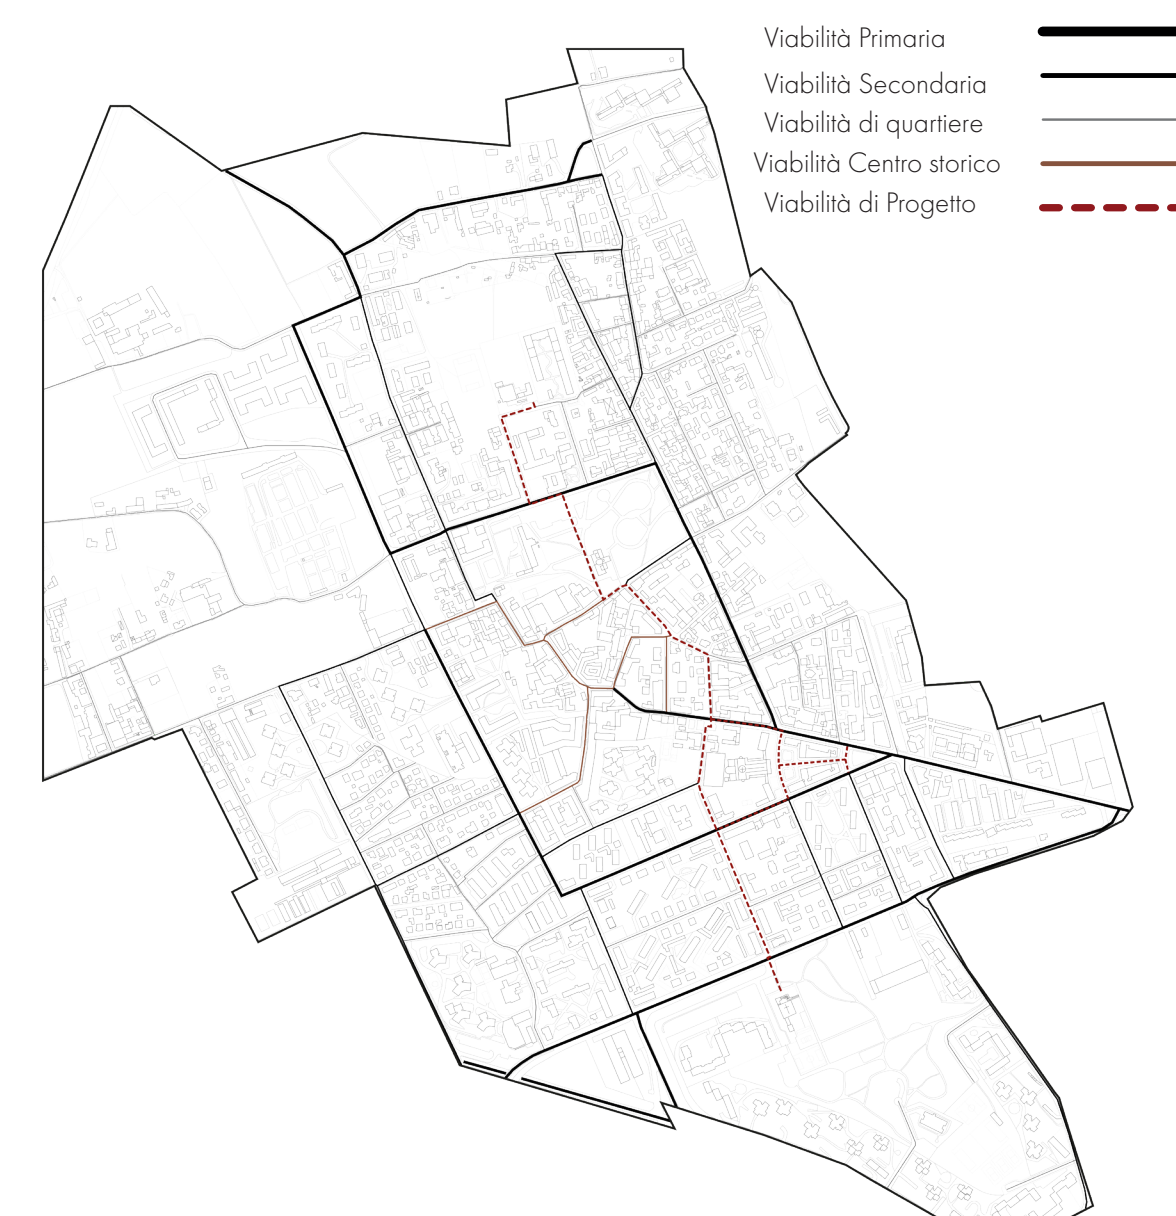 Viabilità Primaria
Viabilità Secondaria
Viabilità di quartiere
Viabilità Centro storico
Viabilità di Progetto